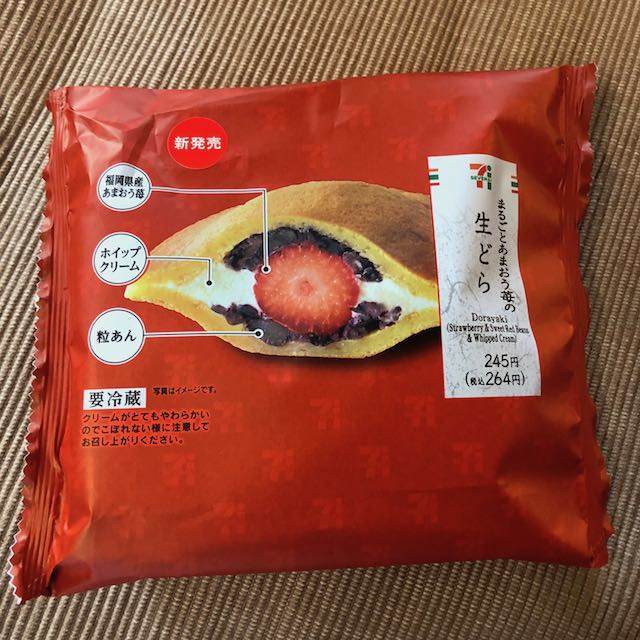 新発売
福岡県産
あまおう苺
ホイップ
クリーム
粒あん
SEVEN
まるごとあまおう苺の
生どら
Dorayaki
(Strawberry & Sweet Red Beans
& Whipped Cream)
245円
(税込264円)
要冷蔵
写真はイメージです。
クリームがとてもやわらかい
のでこぼれない様に注意して
お召し上がりください。